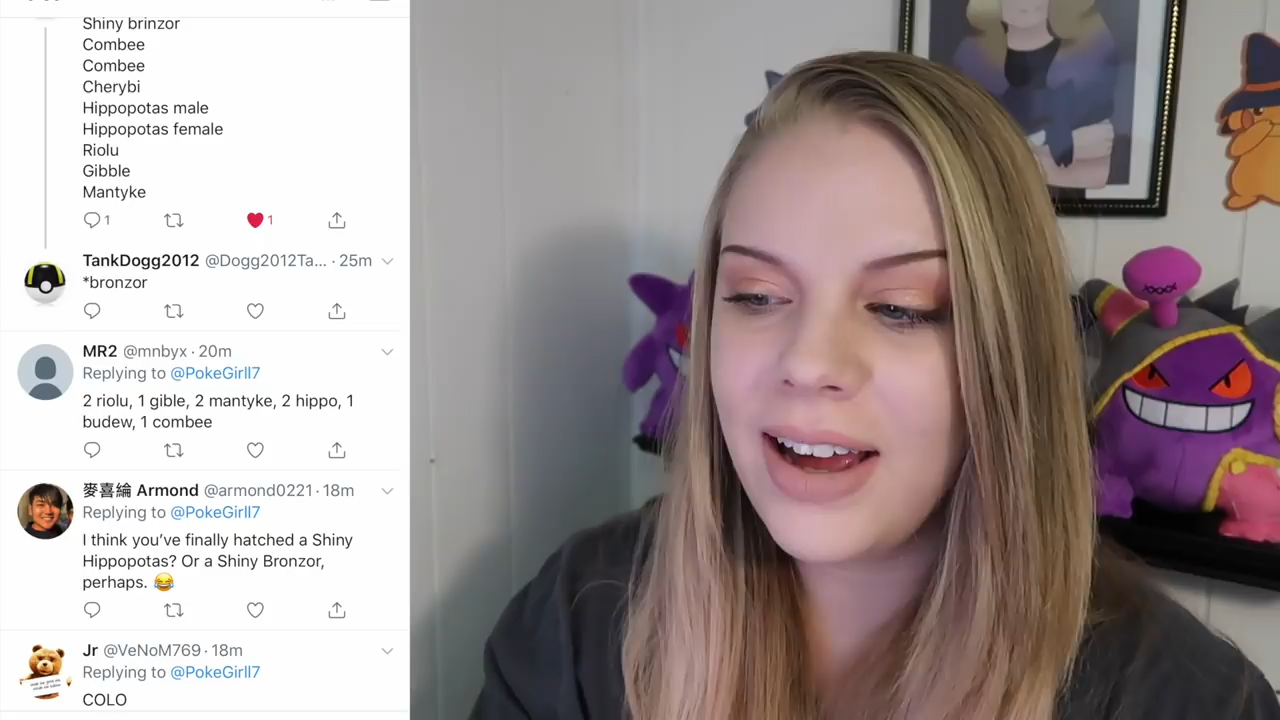 Shiny brinzor
Combee
Combee
Cherybi
Hippopotas male
Hippopotas female
Riolu
Gibble
Mantyke
1
1
TankDogg2012 @Dogg2012Ta... · 25m
*bronzor
MR2 @mnbyx · 20m
Replying to @PokeGirll7
2 riolu, 1 gible, 2 mantyke, 2 hippo, 1
budew, 1 combee
麥喜綸 Armond @armond0221 · 18m
Replying to @PokeGirll7
I think you’ve finally hatched a Shiny
Hippopotas? Or a Shiny Bronzor,
perhaps. 😂
Jr @VeNoM769 · 18m
Replying to @PokeGirll7
COLO